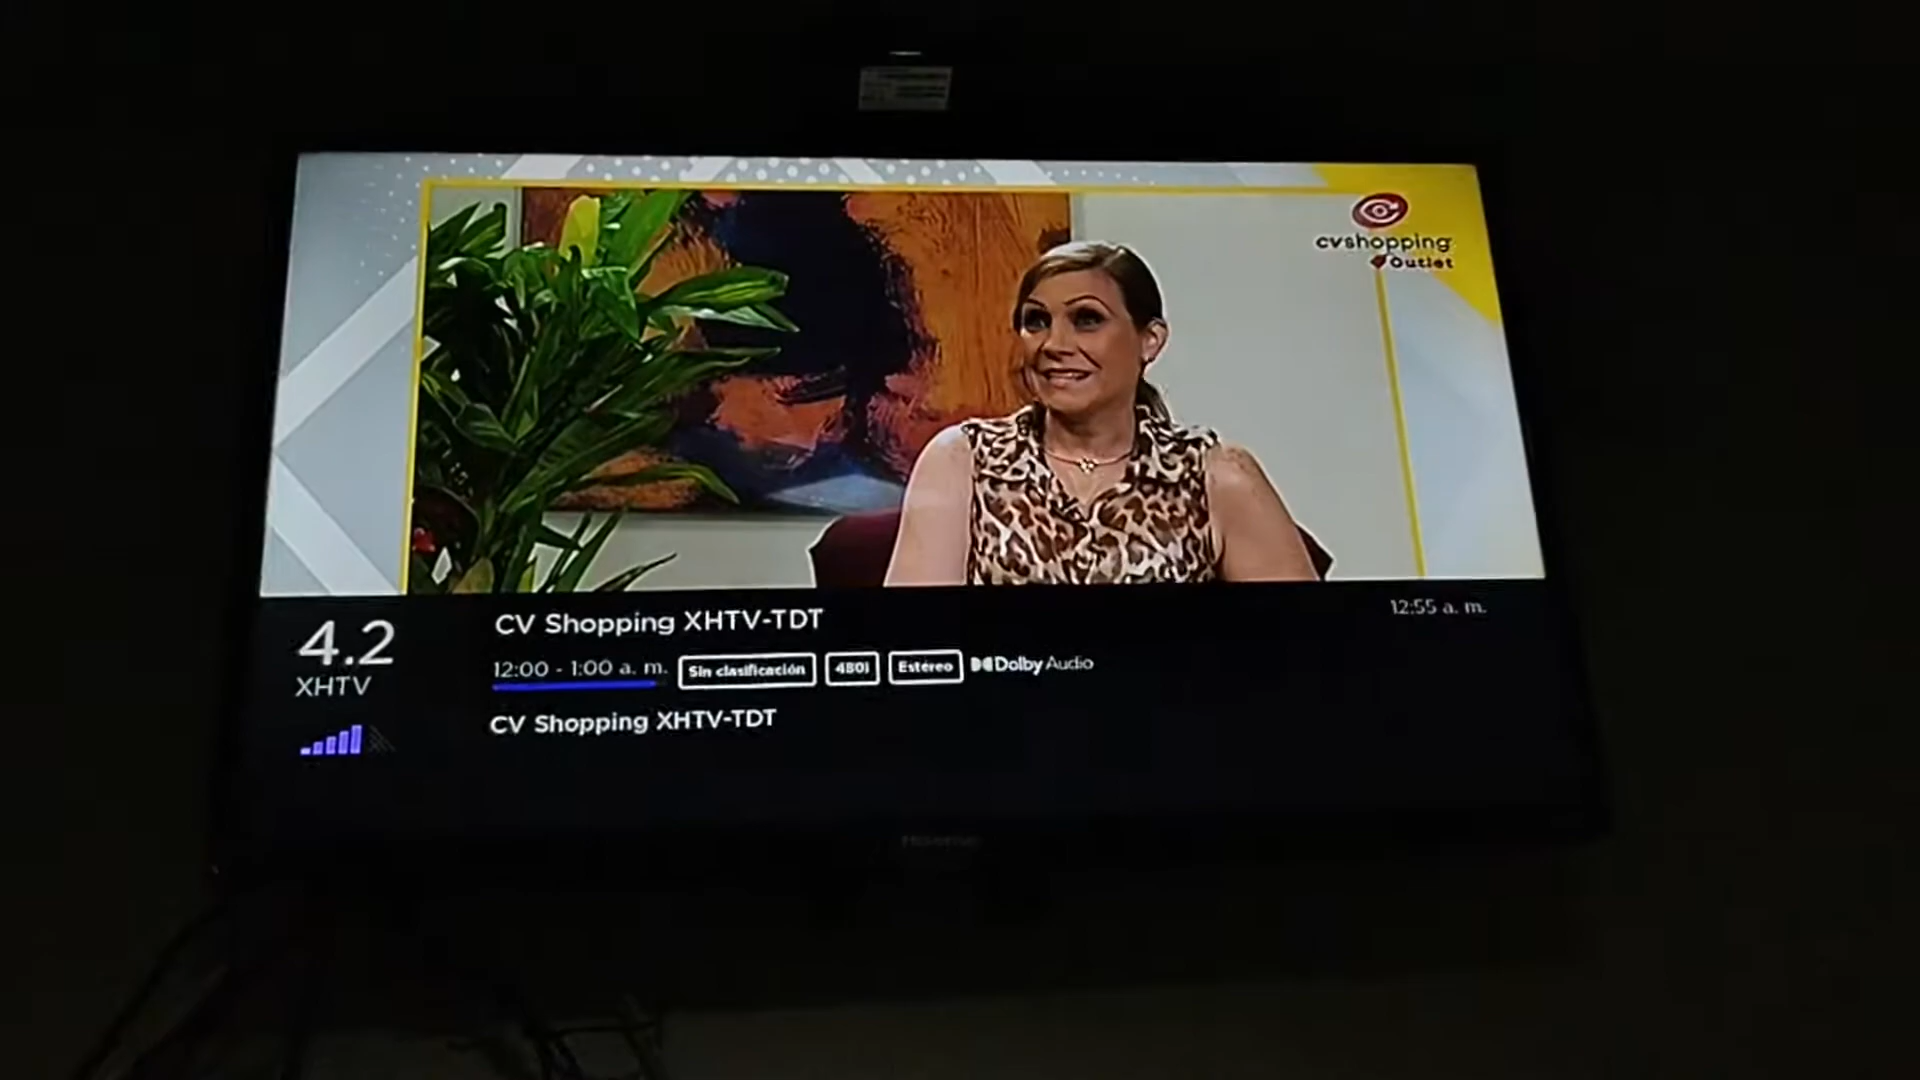 cvshopping
Outlet
4.2
XHTV
CV Shopping XHTV-TDT
12:55 a. m.
12:00 - 1:00 a. m.
Sin clasificación
480i
Estéreo
Dolby Audio
CV Shopping XHTV-TDT
Hisense